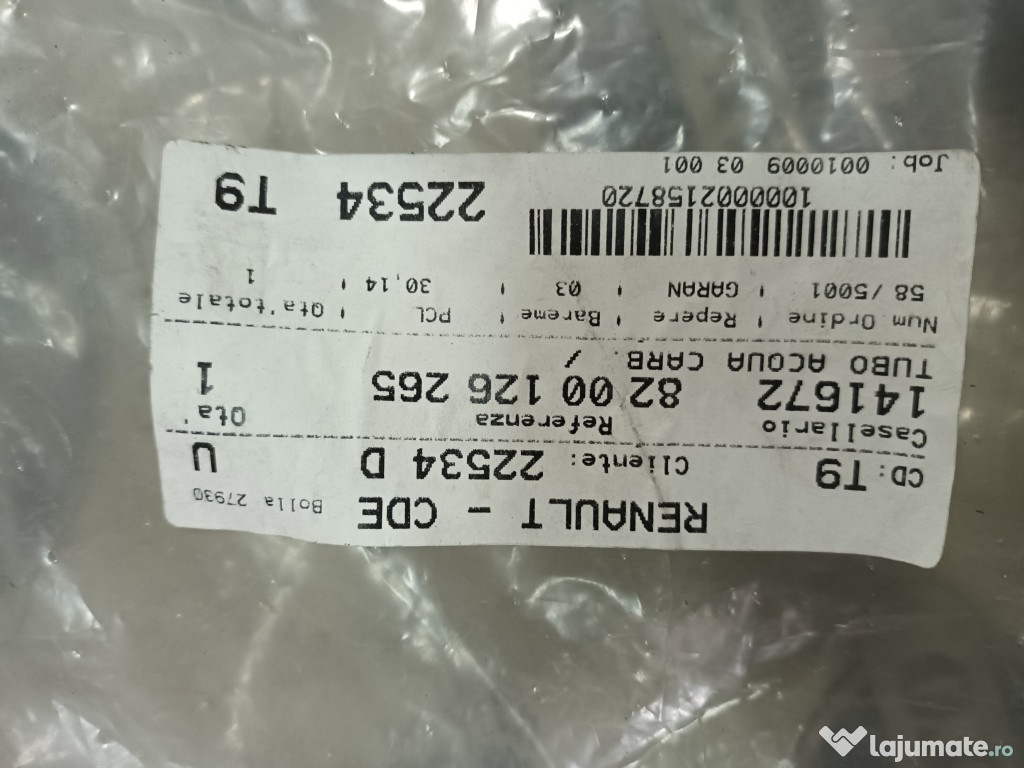 RENAULT - CDE Bolla 27930
CD: T9 Cliente: 22534 D U
Casellario Referenza Qta'
141672 82 00 126 265 1
TUBO ACQUA CARB. /
Num Ordine ' Repere ' Bareme ' PCL ' Qta'totale
58 /5001 ' GARAN ' 03 ' 30,14 ' 1
1000002158720
22534 T9
Job: 0010009 03 001
lajumate.ro